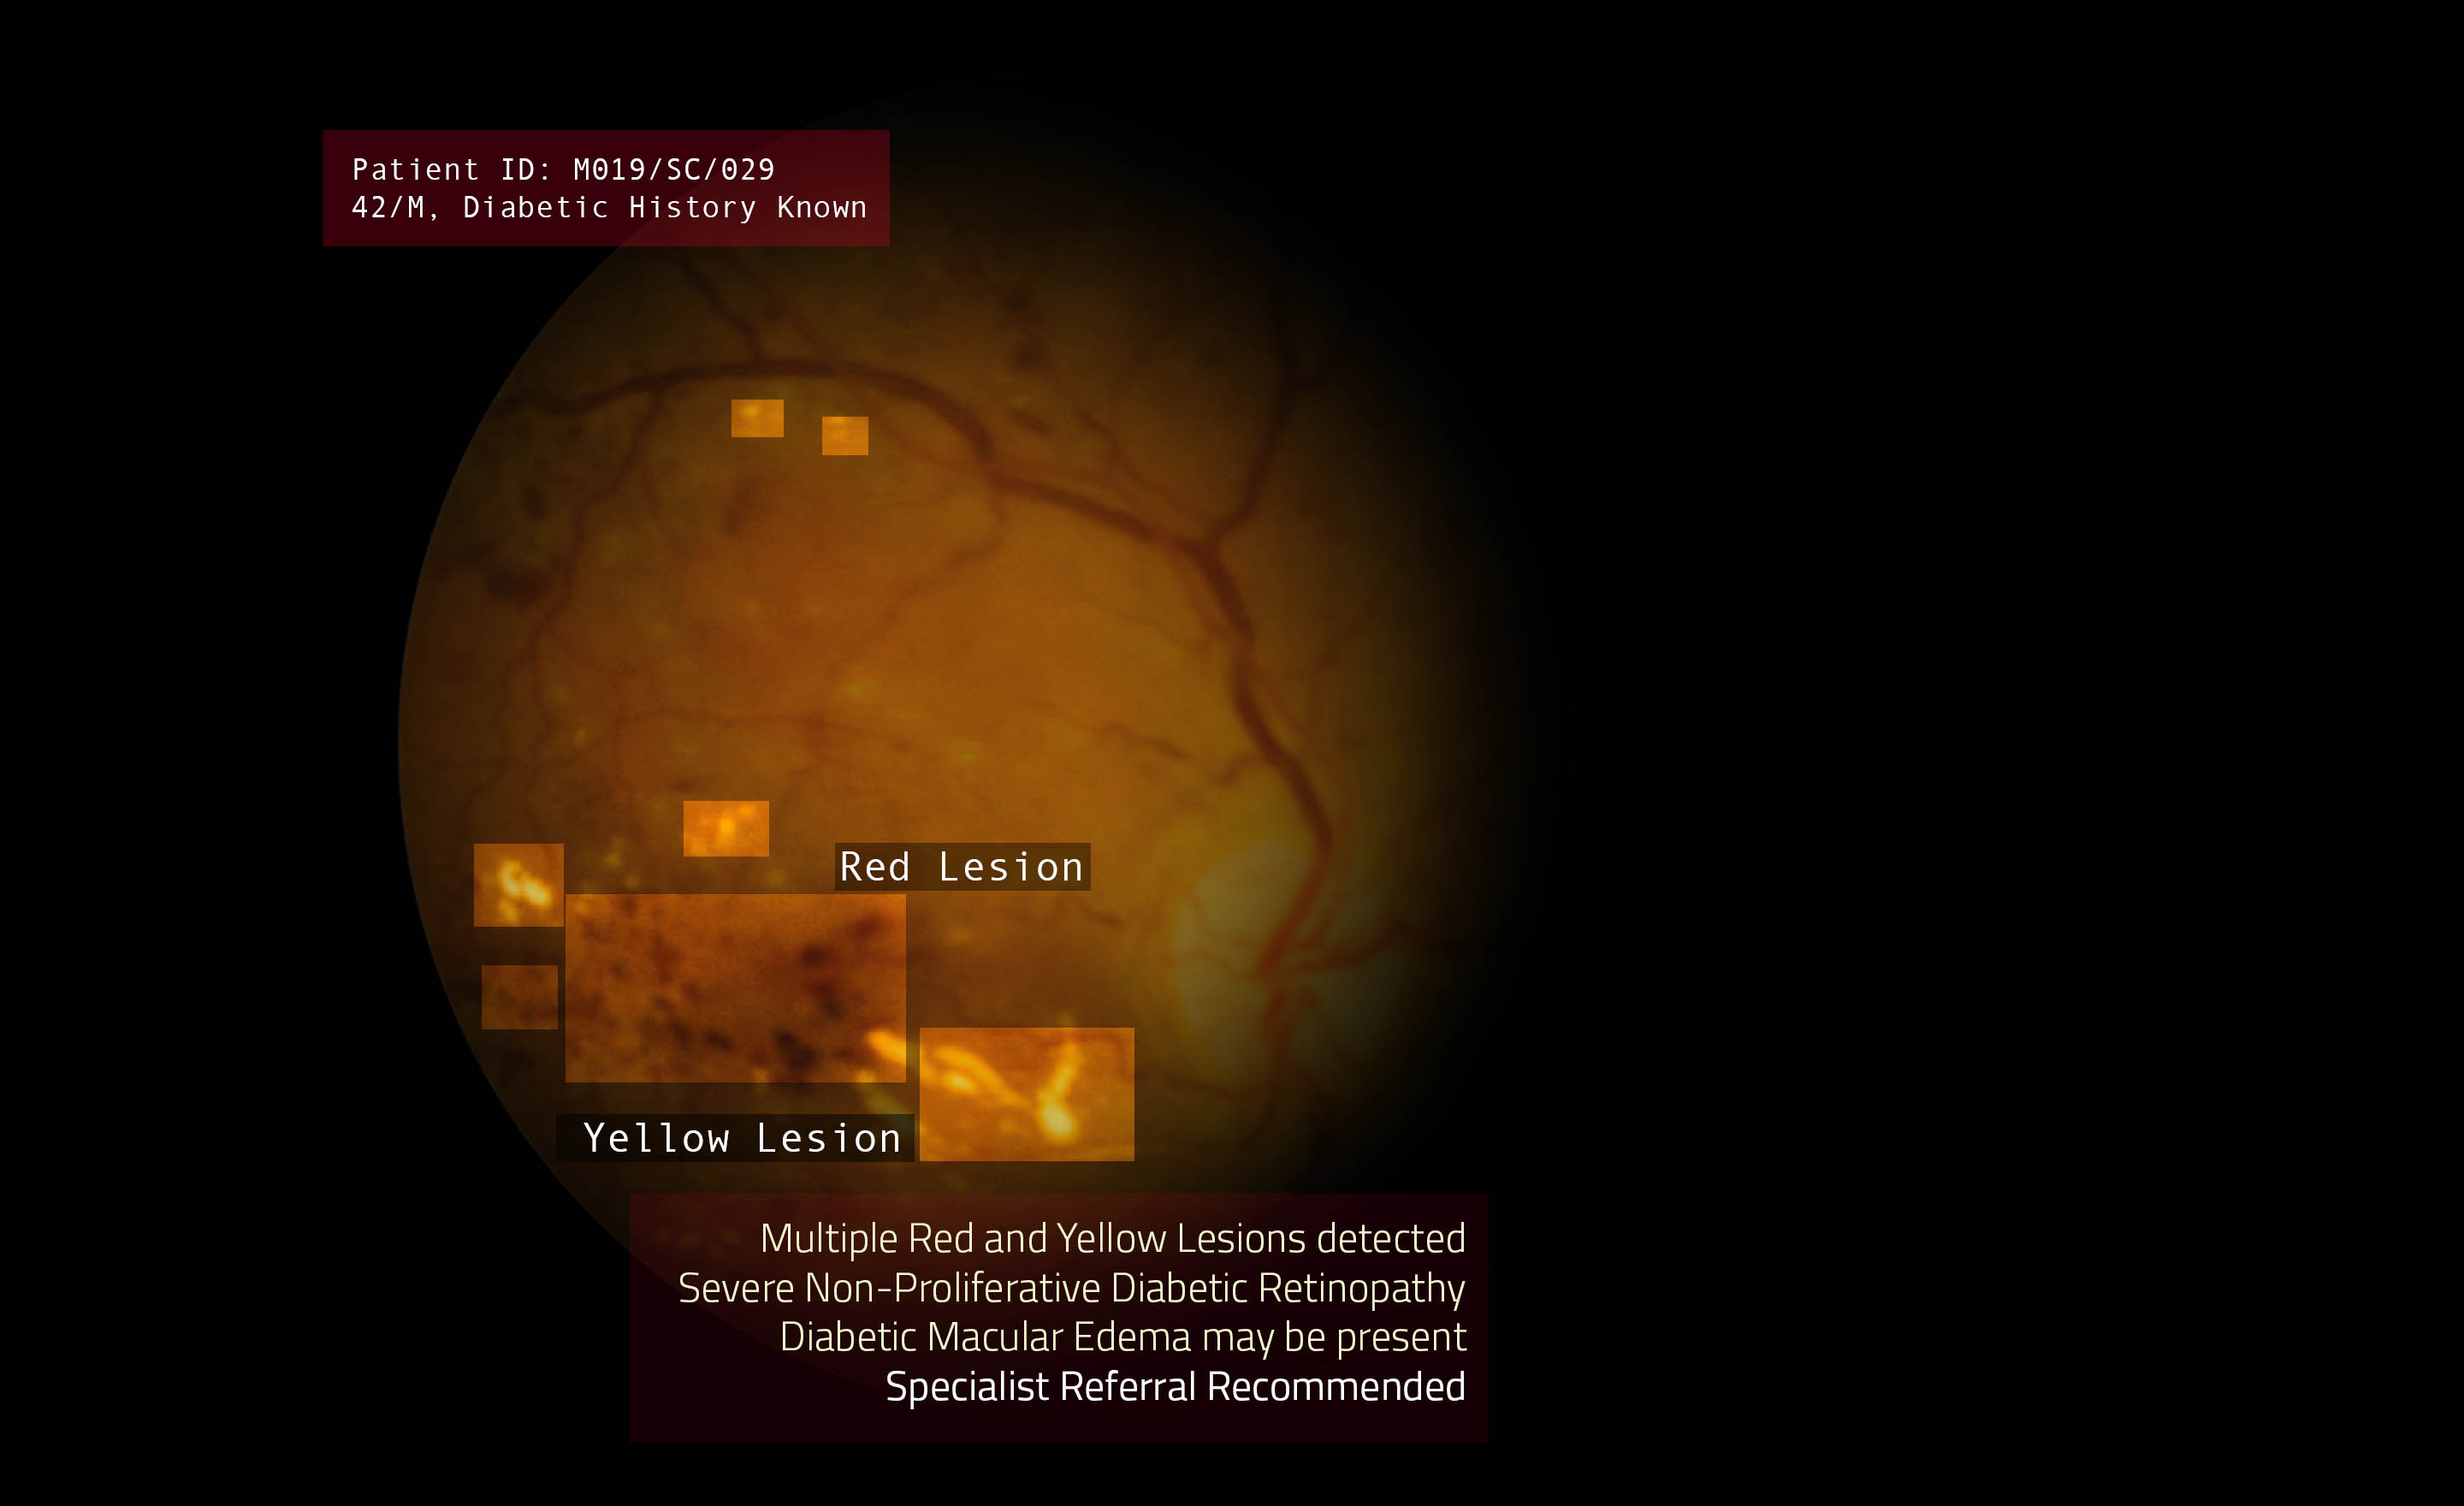 Patient ID: M019/SC/029
42/M, Diabetic History Known
Red Lesion
Yellow Lesion
Multiple Red and Yellow Lesions detected
Severe Non-Proliferative Diabetic Retinopathy
Diabetic Macular Edema may be present
Specialist Referral Recommended